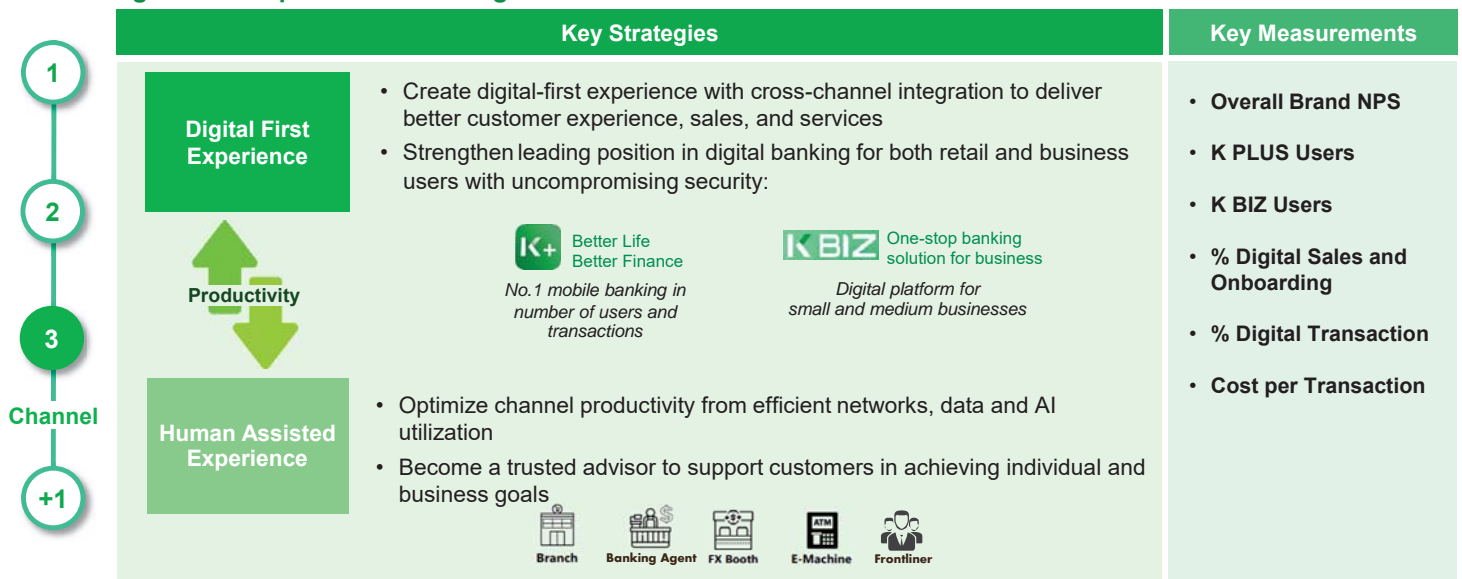 Key Strategies
Key Measurements
1
2
3
Channel
+1
Digital First
Experience
• Create digital-first experience with cross-channel integration to deliver
better customer experience, sales, and services
• Strengthen leading position in digital banking for both retail and business
users with uncompromising security:
K+
Better Life
Better Finance
No.1 mobile banking in
number of users and
transactions
K BIZ
One-stop banking
solution for business
Digital platform for
small and medium businesses
Productivity
Human Assisted
Experience
• Optimize channel productivity from efficient networks, data and AI
utilization
• Become a trusted advisor to support customers in achieving individual and
business goals
Branch
Banking Agent
FX Booth
ATM
E-Machine
Frontliner
• Overall Brand NPS
• K PLUS Users
• K BIZ Users
• % Digital Sales and
Onboarding
• % Digital Transaction
• Cost per Transaction